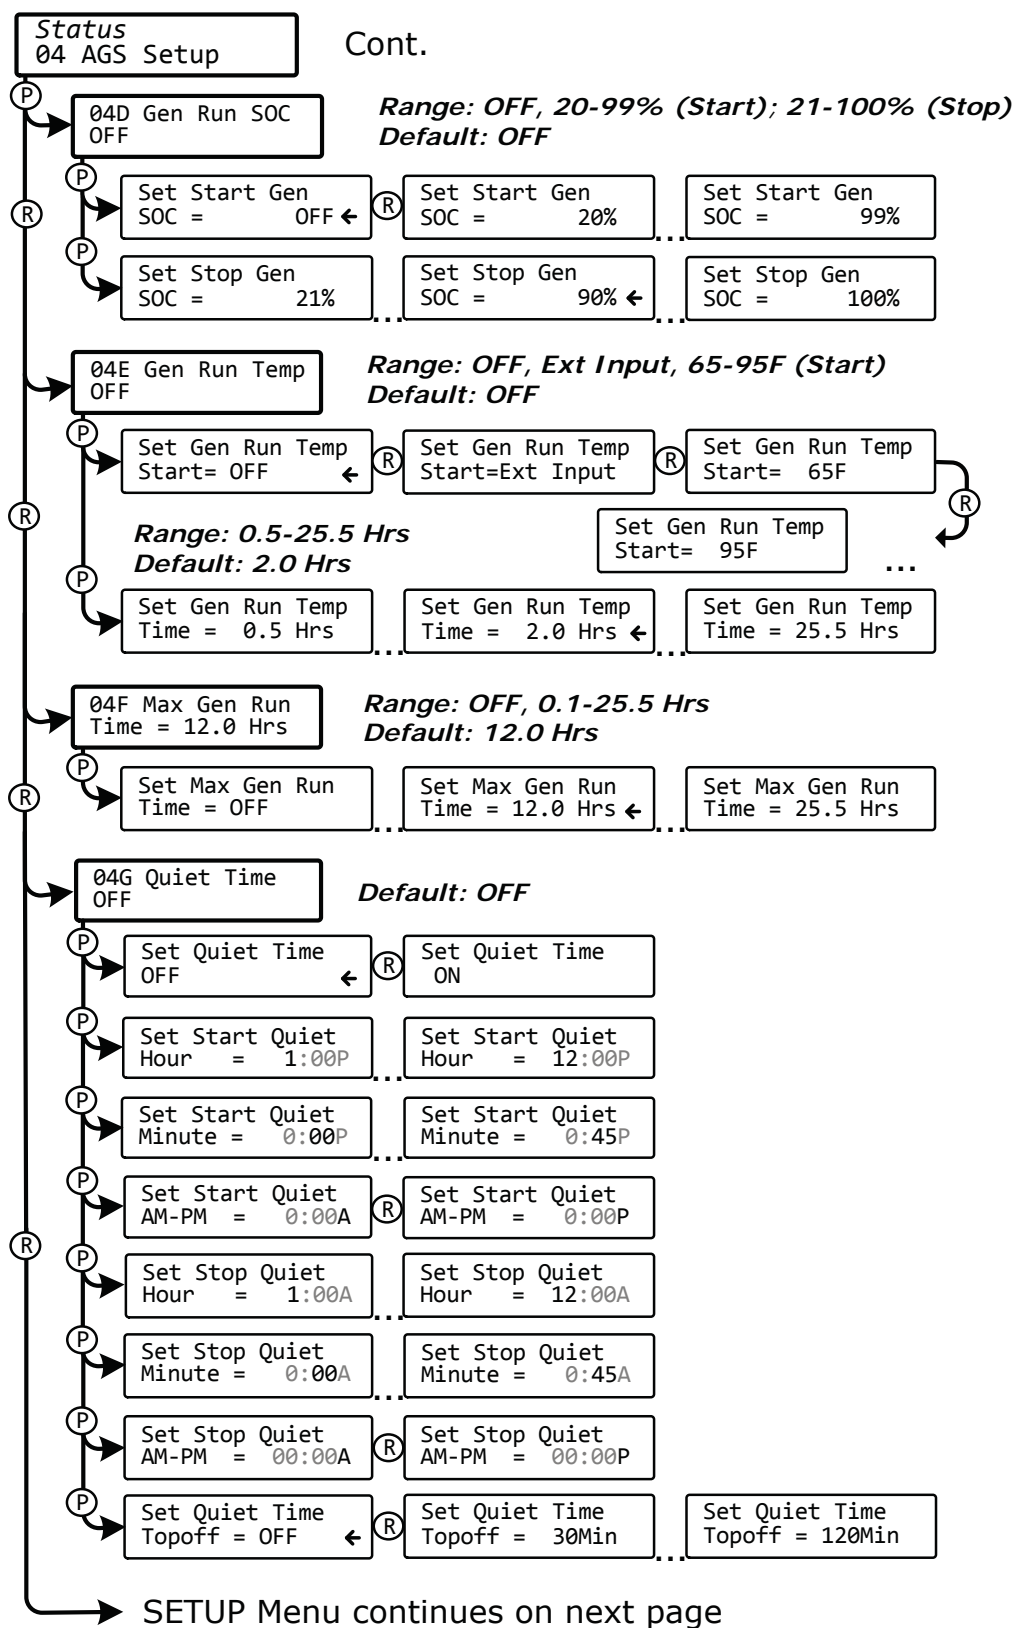 Status
04 AGS Setup
Cont.
P
04D Gen Run SOC
OFF
Range: OFF, 20-99% (Start); 21-100% (Stop)
Default: OFF
P
R
Set Start Gen
SOC = OFF ←
R
Set Start Gen
SOC = 20%
...
Set Start Gen
SOC = 99%
P
Set Stop Gen
SOC = 21%
...
Set Stop Gen
SOC = 90% ←
...
Set Stop Gen
SOC = 100%
04E Gen Run Temp
OFF
Range: OFF, Ext Input, 65-95F (Start)
Default: OFF
P
Set Gen Run Temp
Start= OFF ←
R
Set Gen Run Temp
Start=Ext Input
R
Set Gen Run Temp
Start= 65F
R
R
Range: 0.5-25.5 Hrs
Default: 2.0 Hrs
Set Gen Run Temp
Start= 95F
...
P
Set Gen Run Temp
Time = 0.5 Hrs
...
Set Gen Run Temp
Time = 2.0 Hrs ←
...
Set Gen Run Temp
Time = 25.5 Hrs
04F Max Gen Run
Time = 12.0 Hrs
Range: OFF, 0.1-25.5 Hrs
Default: 12.0 Hrs
P
R
Set Max Gen Run
Time = OFF
...
Set Max Gen Run
Time = 12.0 Hrs ←
...
Set Max Gen Run
Time = 25.5 Hrs
04G Quiet Time
OFF
Default: OFF
P
Set Quiet Time
OFF ←
R
Set Quiet Time
ON
P
Set Start Quiet
Hour = 1:00P
...
Set Start Quiet
Hour = 12:00P
P
Set Start Quiet
Minute = 0:00P
...
Set Start Quiet
Minute = 0:45P
P
Set Start Quiet
AM-PM = 0:00A
R
Set Start Quiet
AM-PM = 0:00P
R
P
Set Stop Quiet
Hour = 1:00A
...
Set Stop Quiet
Hour = 12:00A
P
Set Stop Quiet
Minute = 0:00A
...
Set Stop Quiet
Minute = 0:45A
P
Set Stop Quiet
AM-PM = 00:00A
R
Set Stop Quiet
AM-PM = 00:00P
P
Set Quiet Time
Topoff = OFF ←
R
Set Quiet Time
Topoff = 30Min
...
Set Quiet Time
Topoff = 120Min
SETUP Menu continues on next page